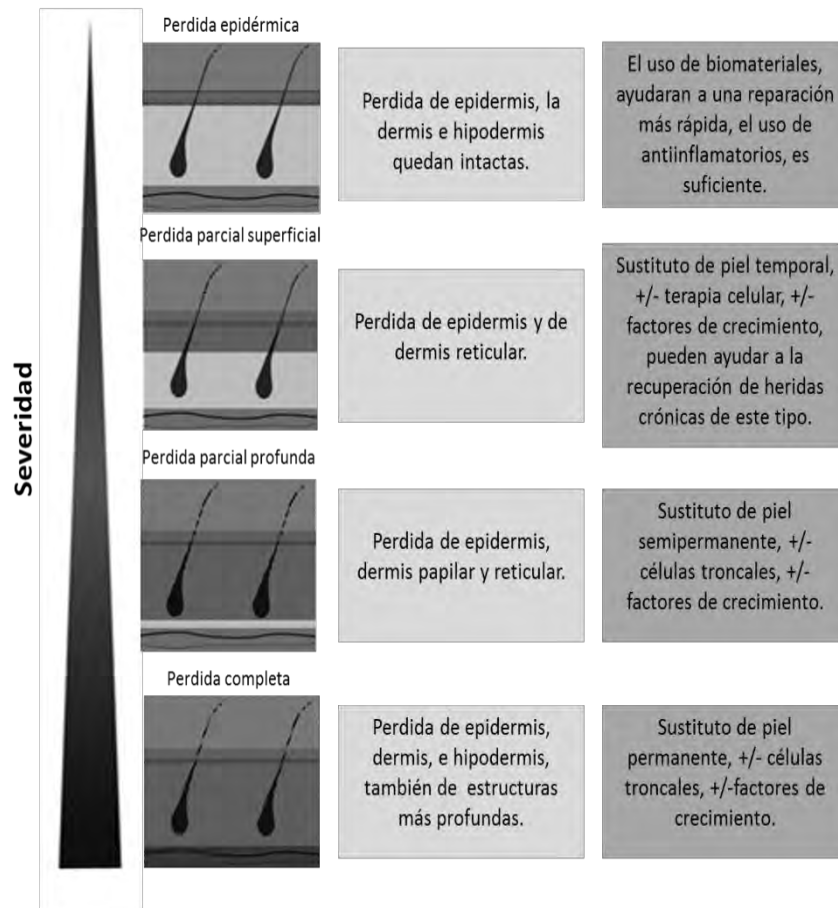 Severidad
Perdida epidérmica
Perdida de epidermis, la
dermis e hipodermis
quedan intactas.
El uso de biomateriales,
ayudaran a una reparación
más rápida, el uso de
antiinflamatorios, es
suficiente.
Perdida parcial superficial
Perdida de epidermis y de
dermis reticular.
Sustituto de piel temporal,
+/- terapia celular, +/-
factores de crecimiento,
pueden ayudar a la
recuperación de heridas
crónicas de este tipo.
Perdida parcial profunda
Perdida de epidermis,
dermis papilar y reticular.
Sustituto de piel
semipermanente, +/-
células troncales, +/-
factores de crecimiento.
Perdida completa
Perdida de epidermis,
dermis, e hipodermis,
también de estructuras
más profundas.
Sustituto de piel
permanente, +/- células
troncales, +/-factores de
crecimiento.